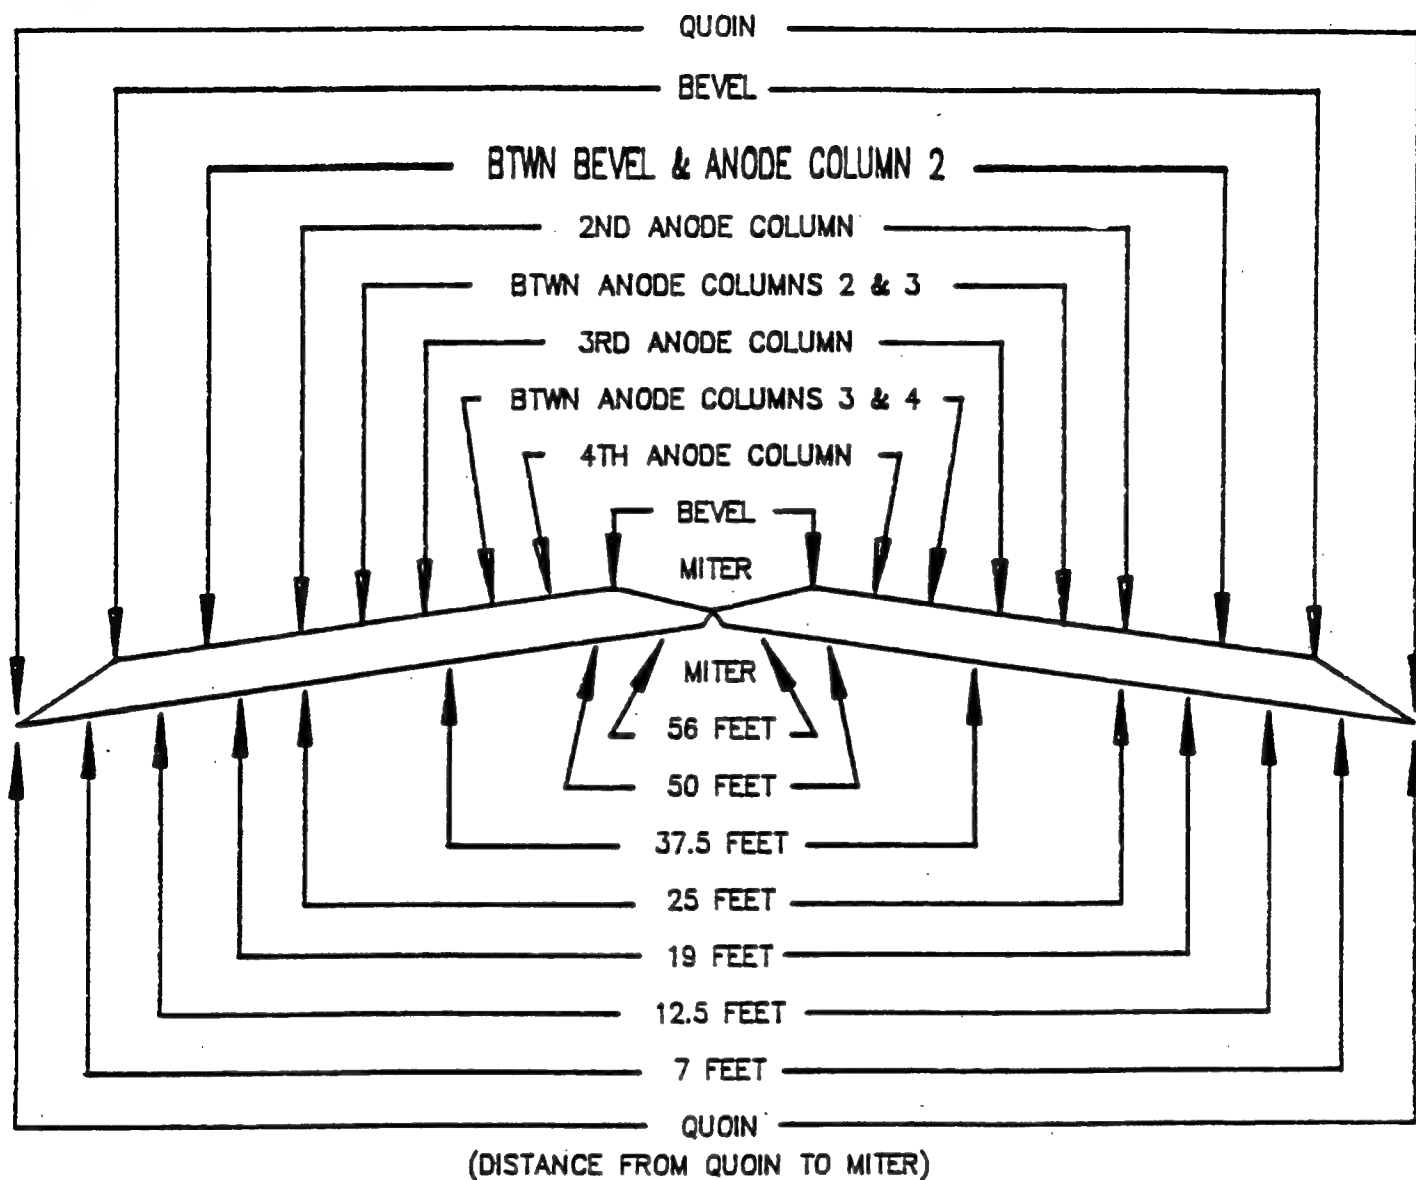 QUOIN
BEVEL
BTWN BEVEL & ANODE COLUMN 2
2ND ANODE COLUMN
BTWN ANODE COLUMNS 2 & 3
3RD ANODE COLUMN
BTWN ANODE COLUMNS 3 & 4
4TH ANODE COLUMN
BEVEL
MITER
MITER
56 FEET
50 FEET
37.5 FEET
25 FEET
19 FEET
12.5 FEET
7 FEET
QUOIN
(DISTANCE FROM QUOIN TO MITER)